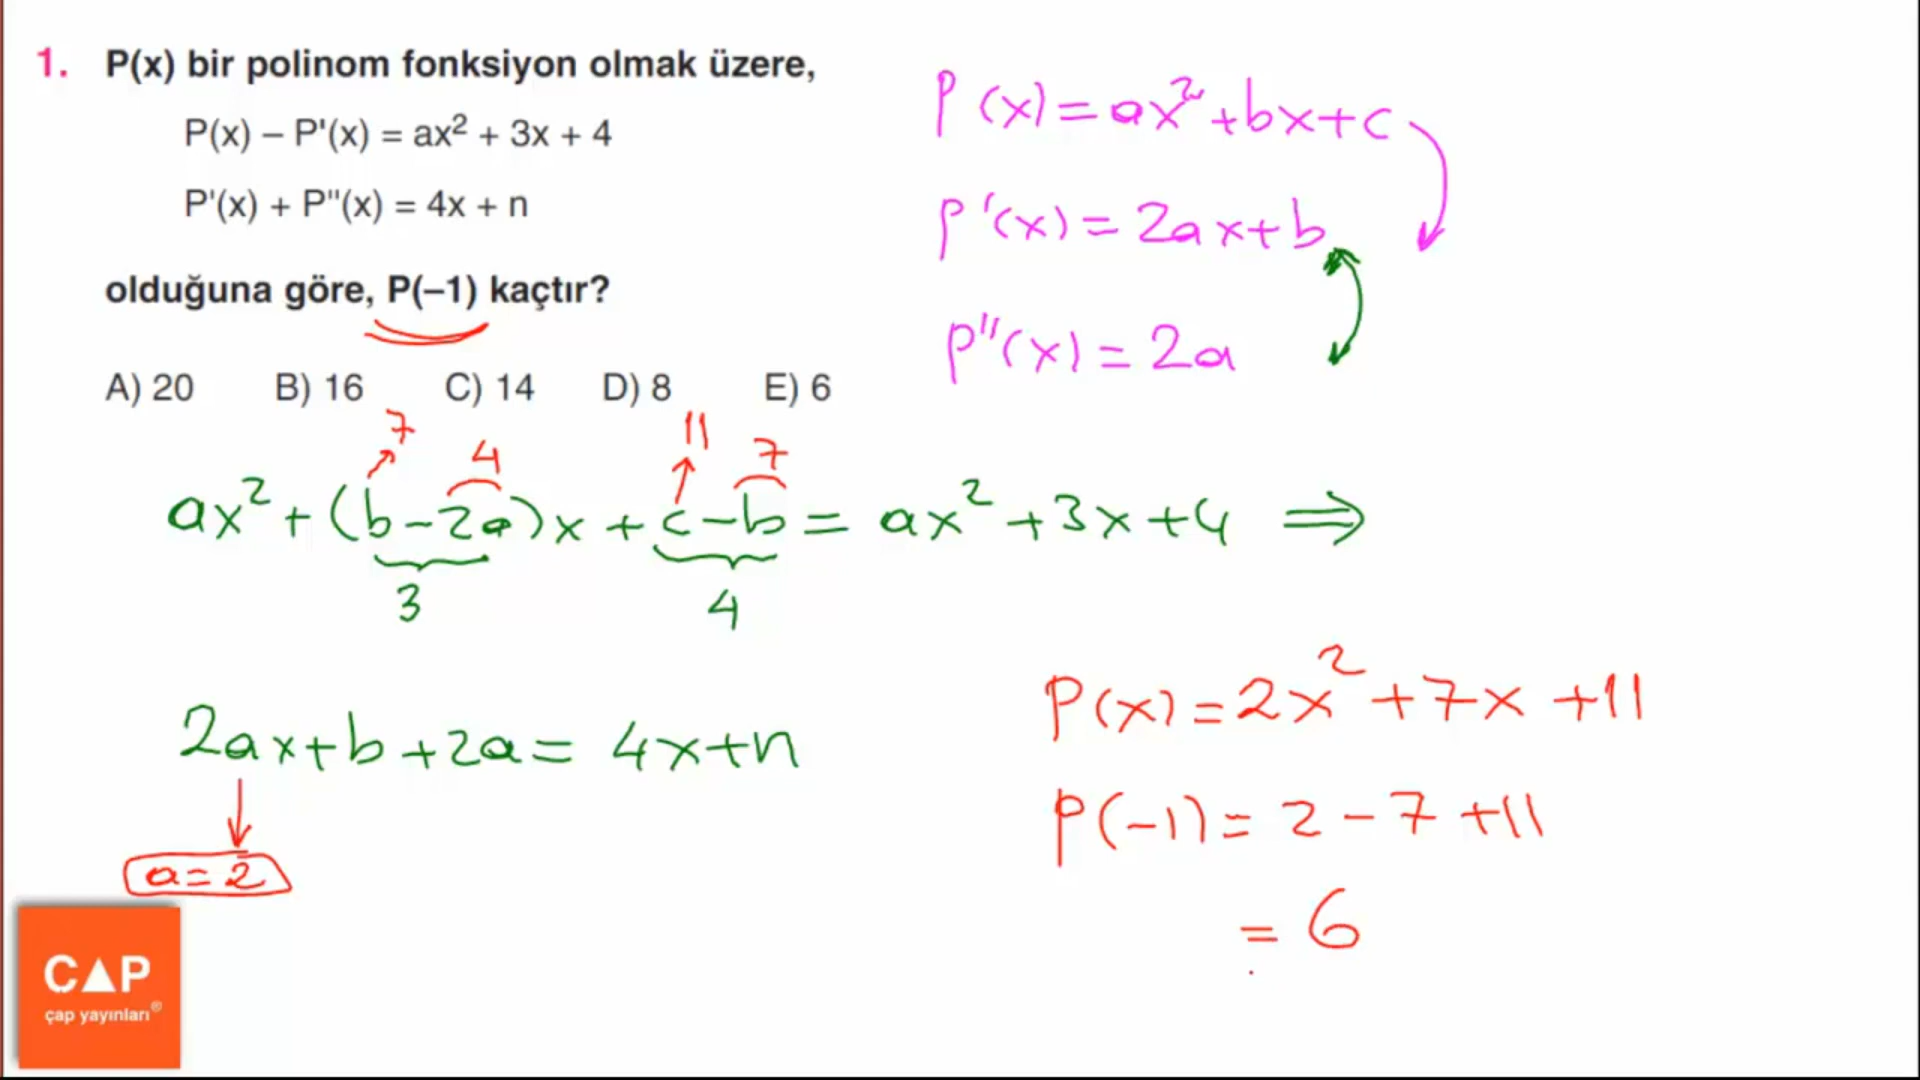 1. P(x) bir polinom fonksiyon olmak üzere,
P(x) – P'(x) = ax² + 3x + 4
P'(x) + P''(x) = 4x + n
olduğuna göre, P(–1) kaçtır?
A) 20 B) 16 C) 14 D) 8 E) 6
P(x) = ax² + bx + c
P'(x) = 2ax + b
P''(x) = 2a
7 4 11 7
ax² + (b - 2a)x + c - b = ax² + 3x + 4 ⇒
3 4
2ax + b + 2a = 4x + n
a = 2
P(x) = 2x² + 7x + 11
P(-1) = 2 - 7 + 11
= 6
CAP
çap yayınları®